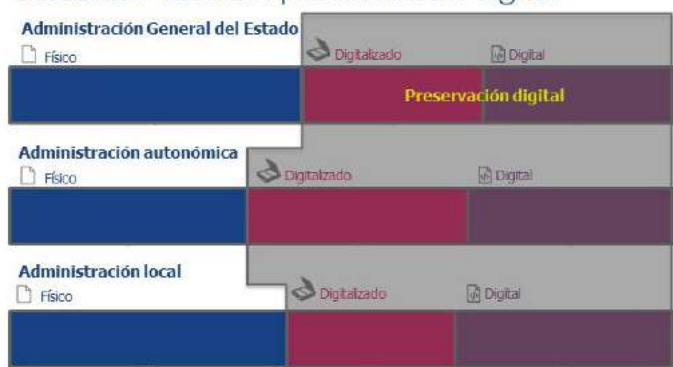 Administración General del Estado
Físico
Digitalizado
Digital
Preservación digital
Administración autonómica
Físico
Digitalizado
Digital
Administración local
Físico
Digitalizado
Digital